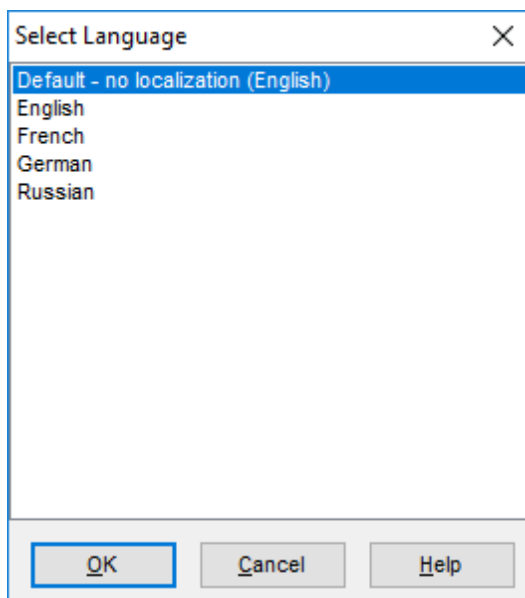 Select Language
Default - no localization (English)
English
French
German
Russian
OK Cancel Help